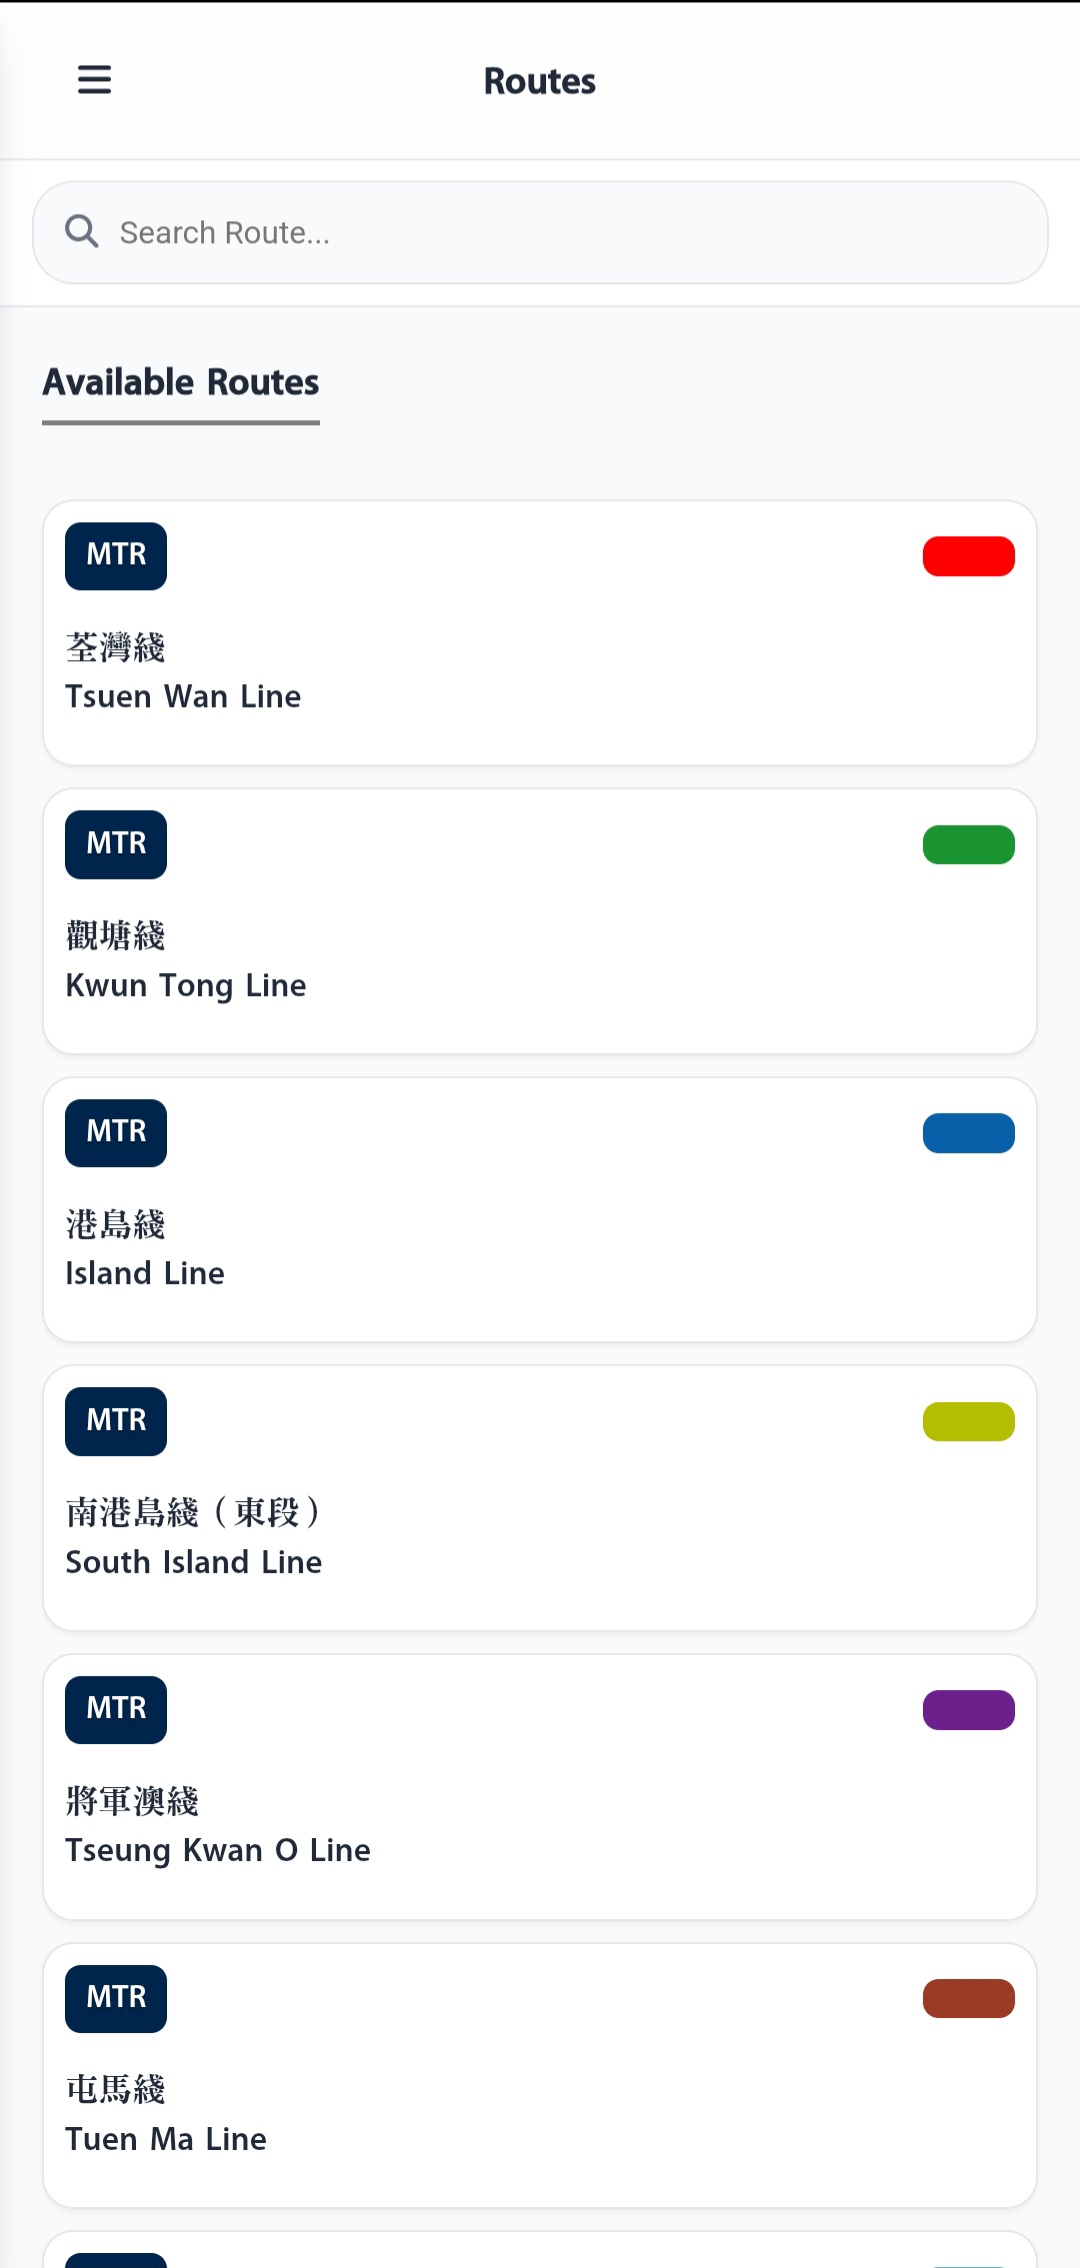 Routes
Search Route...
Available Routes
MTR
荃灣綫
Tsuen Wan Line
MTR
觀塘綫
Kwun Tong Line
MTR
港島綫
Island Line
MTR
南港島綫（東段）
South Island Line
MTR
將軍澳綫
Tseung Kwan O Line
MTR
屯馬綫
Tuen Ma Line